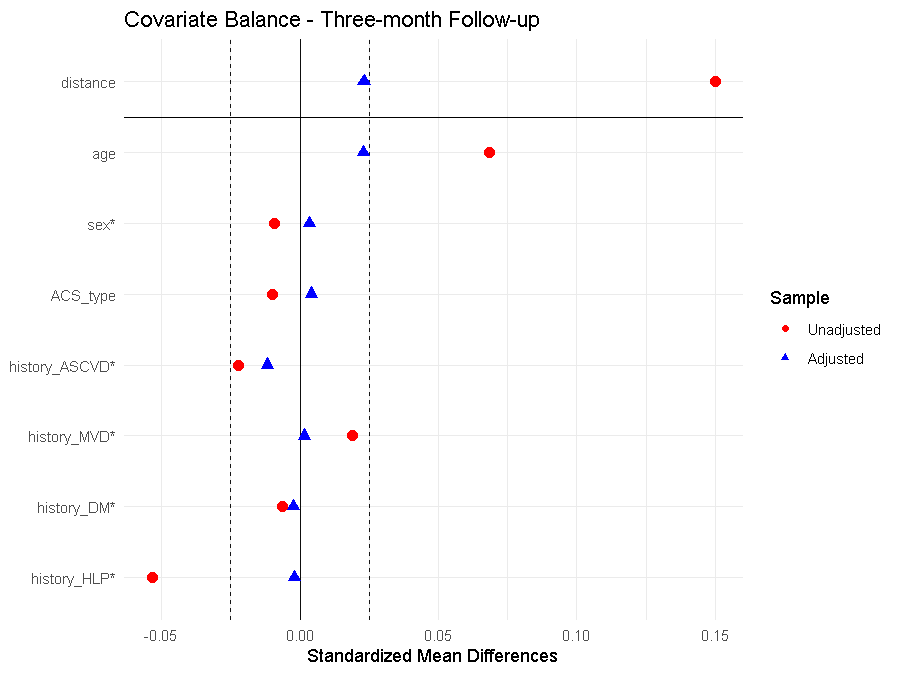 Covariate Balance - Three-month Follow-up
distance
age
sex*
ACS_type
history_ASCVD*
history_MVD*
history_DM*
history_HLP*
-0.05 0.00 0.05 0.10 0.15
Standardized Mean Differences
Sample
Unadjusted
Adjusted